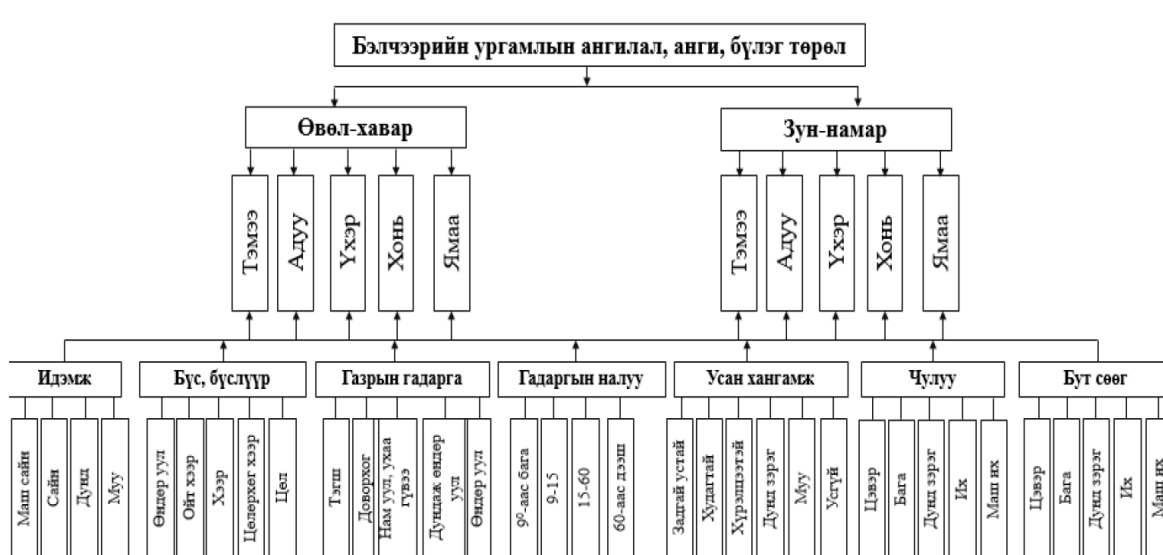 Бэлчээрийн ургамлын ангилал, анги, бүлэг төрөл
Өвөл-хавар
Зун-намар
Тэмээ
Адуу
Үхэр
Хонь
Ямаа
Тэмээ
Адуу
Үхэр
Хонь
Ямаа
Идэмж
Бүс, бүслүүр
Газрын гадарга
Гадаргын налуу
Усан хангамж
Чулуу
Бут сөөг
Маш сайн
Сайн
Дунд
Муу
Өндөр уул
Ойт хээр
Хээр
Цөлөрхөг хээр
Цөл
Тэгш
Доворхог
Нам уул, ухаа
гүвээ
Дундаж өндөр
уул
Өндөр уул
9⁰-аас бага
9-15
15-60
60-аас дээш
Задгай устай
Худагтай
Хүрэлцээтэй
Дунд зэрэг
Муу
Усгүй
Цэвэр
Бага
Дунд зэрэг
Их
Маш их
Цэвэр
Бага
Дунд зэрэг
Их
Маш их